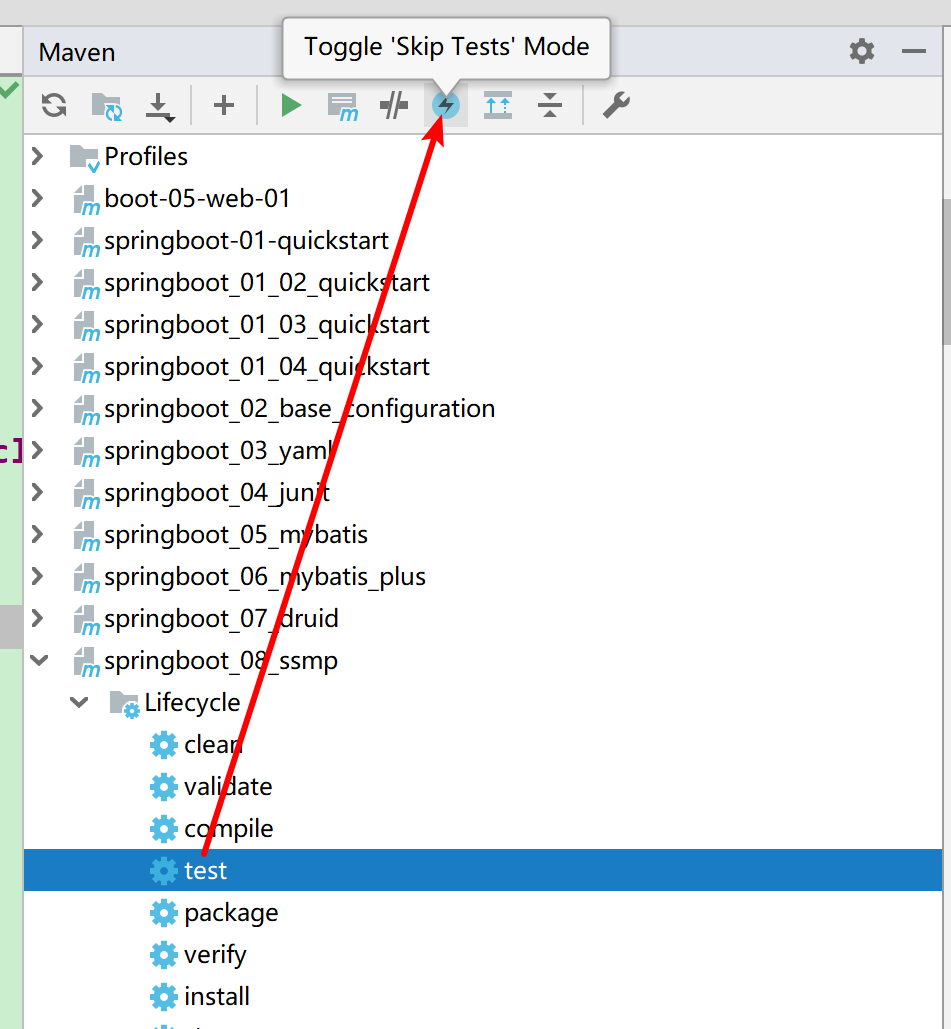 Toggle 'Skip Tests' Mode
Maven
Profiles
boot-05-web-01
springboot-01-quickstart
springboot_01_02_quickstart
springboot_01_03_quickstart
springboot_01_04_quickstart
springboot_02_base_configuration
springboot_03_yaml
springboot_04_junit
springboot_05_mybatis
springboot_06_mybatis_plus
springboot_07_druid
springboot_08_ssmp
Lifecycle
clean
validate
compile
test
package
verify
install